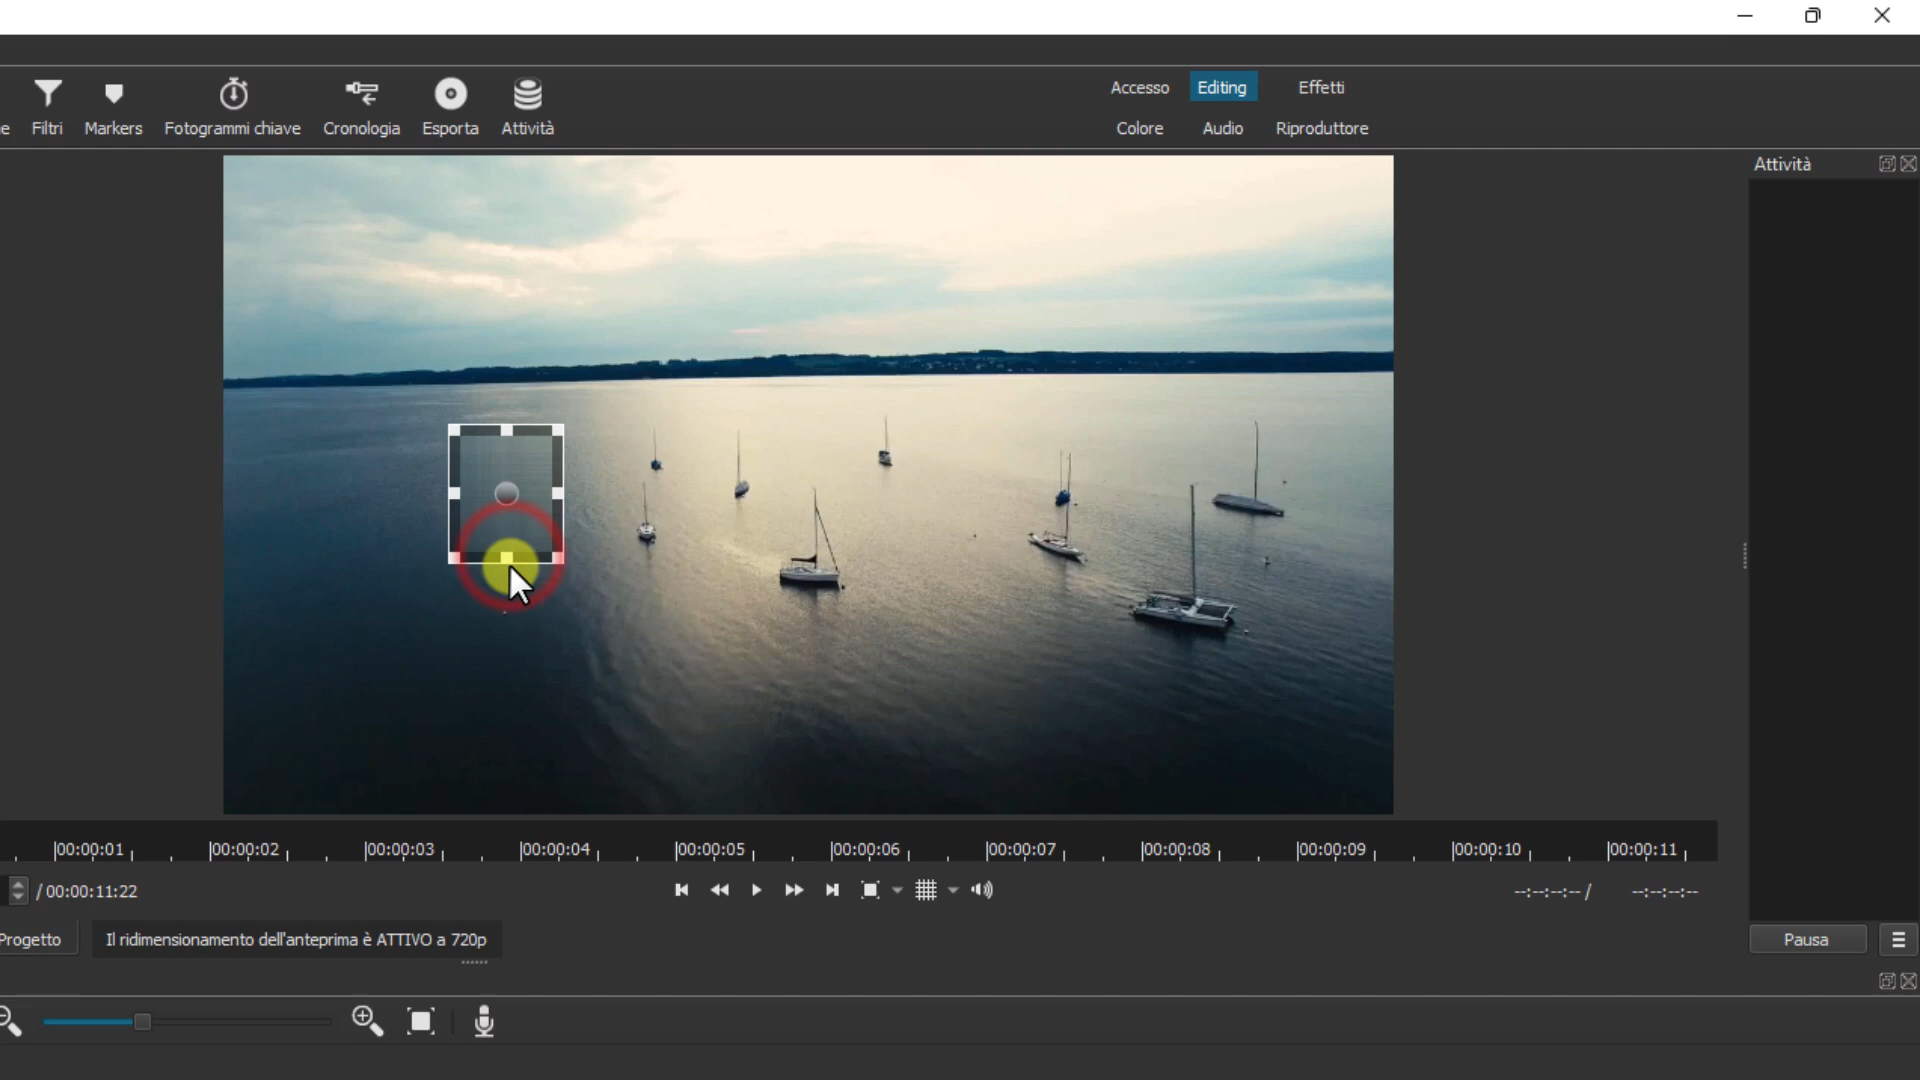 Filtri
Markers
Fotogrammi chiave
Cronologia
Esporta
Attività
Accesso
Editing
Effetti
Colore
Audio
Riproduttore
Attività
00:00:01
00:00:02
00:00:03
00:00:04
00:00:05
00:00:06
00:00:07
00:00:08
00:00:09
00:00:10
00:00:11
/ 00:00:11:22
--:--:--:-- /
--:--:--:--
Progetto
Il ridimensionamento dell'anteprima è ATTIVO a 720p
Pausa